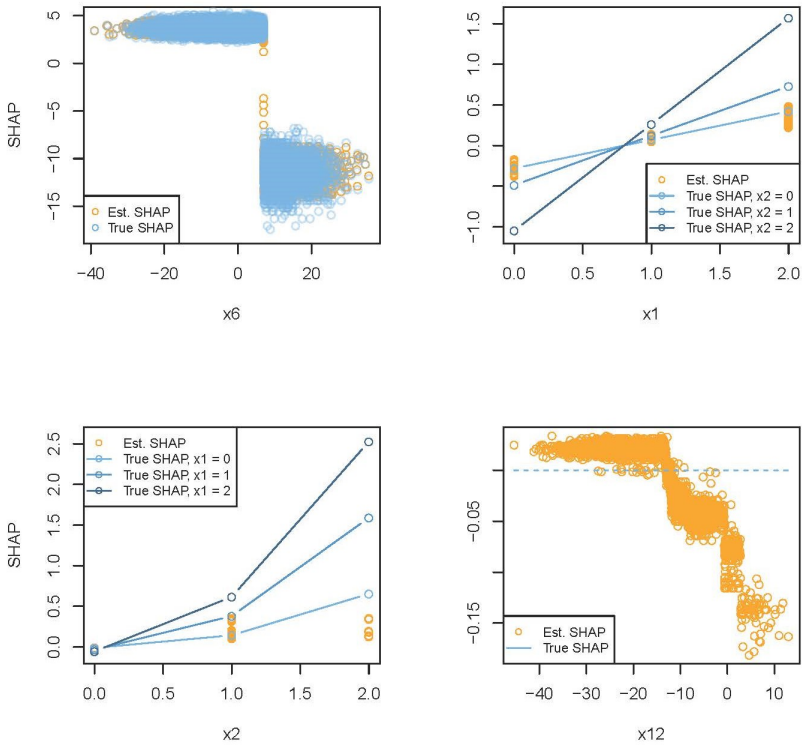 SHAP
5
0
−5
−10
−15
Est. SHAP
True SHAP
−40
−20
0
20
x6
1.5
1.0
0.5
0.0
−1.0
Est. SHAP
True SHAP, x2 = 0
True SHAP, x2 = 1
True SHAP, x2 = 2
0.0
0.5
1.0
1.5
2.0
x1
SHAP
2.5
2.0
1.5
1.0
0.5
0.0
Est. SHAP
True SHAP, x1 = 0
True SHAP, x1 = 1
True SHAP, x1 = 2
0.0
0.5
1.0
1.5
2.0
x2
−0.05
−0.15
Est. SHAP
True SHAP
−40
−30
−20
−10
0
10
x12